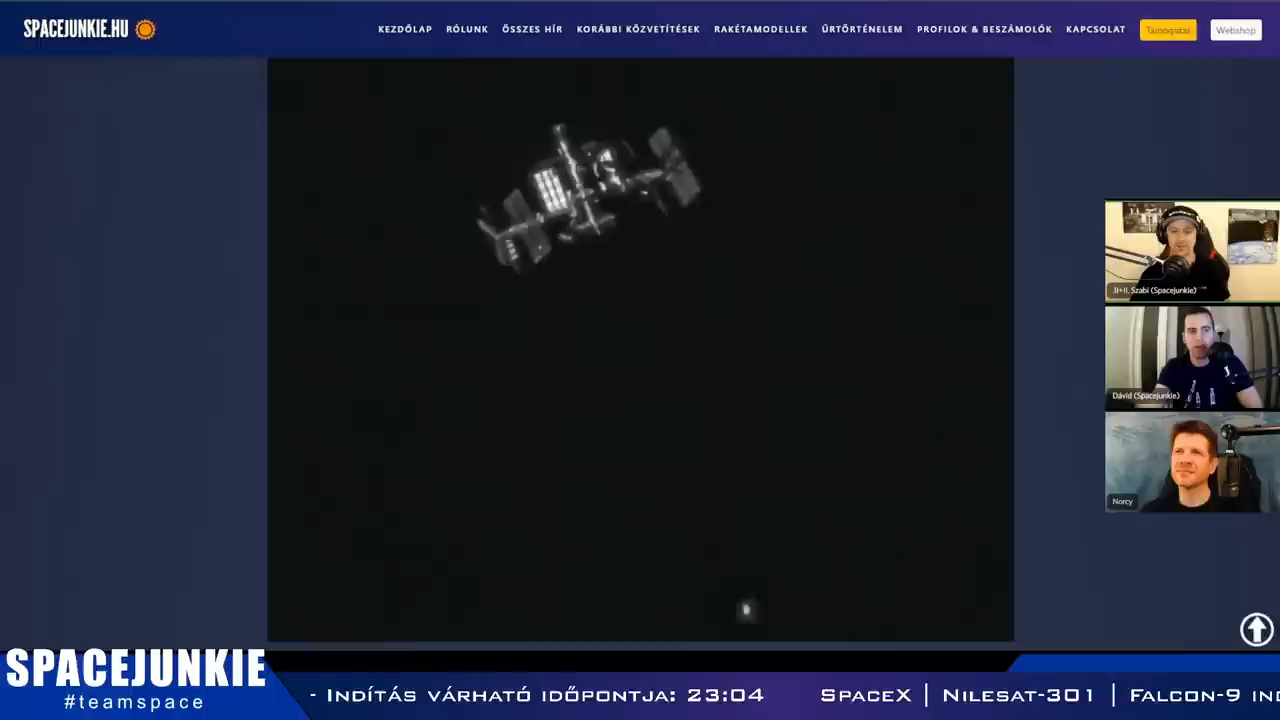 SPACEJUNKIE.HU
KEZDŐLAP RÓLUNK ÖSSZES HÍR KORÁBBI KÖZVETÍTÉSEK RAKÉTAMODELLEK ŰRTÖRTÉNELEM PROFILOK & BESZÁMOLÓK KAPCSOLAT Támogatás Webshop
Szabi (Spacejunkie)
Dávid (Spacejunkie)
Norcy
SPACEJUNKIE
#teamspace
- INDÍTÁS VÁRHATÓ IDŐPONTJA: 23:04 SPACEX | NILESAT-301 | FALCON-9